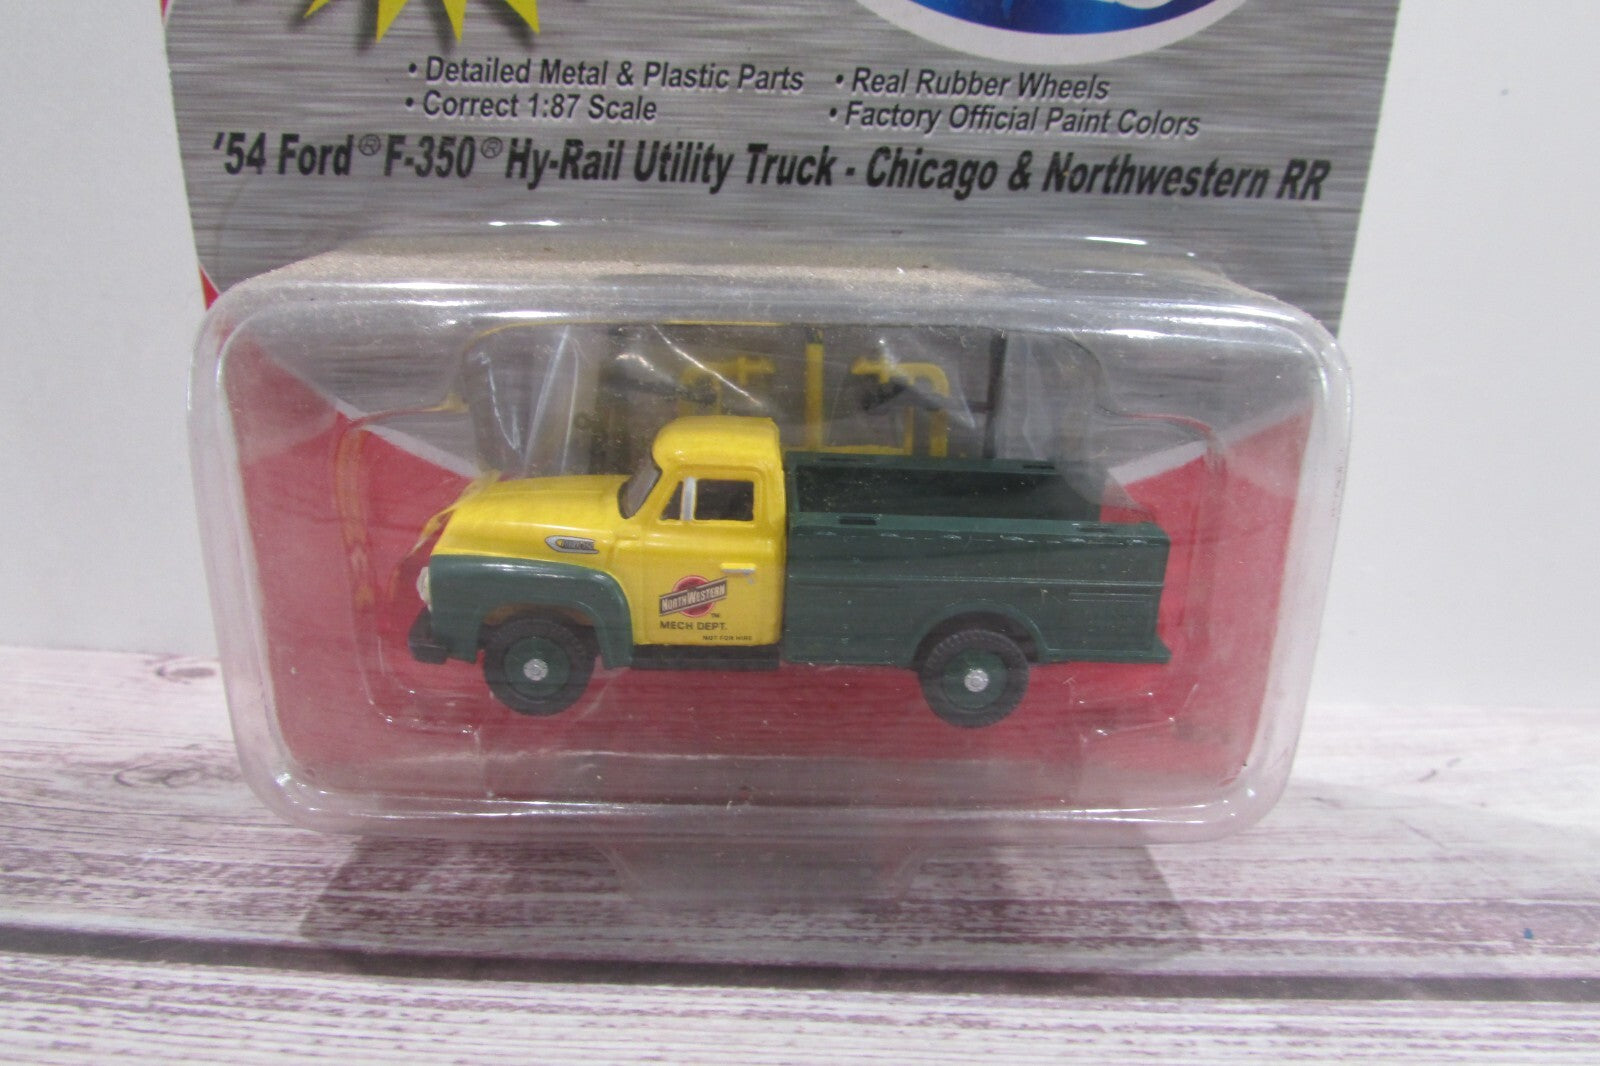 • Detailed Metal & Plastic Parts
• Correct 1:87 Scale
• Real Rubber Wheels
• Factory Official Paint Colors
'54 Ford® F-350® Hy-Rail Utility Truck - Chicago & Northwestern RR
NORTH WESTERN
TM
MECH DEPT.
NOT FOR HIRE